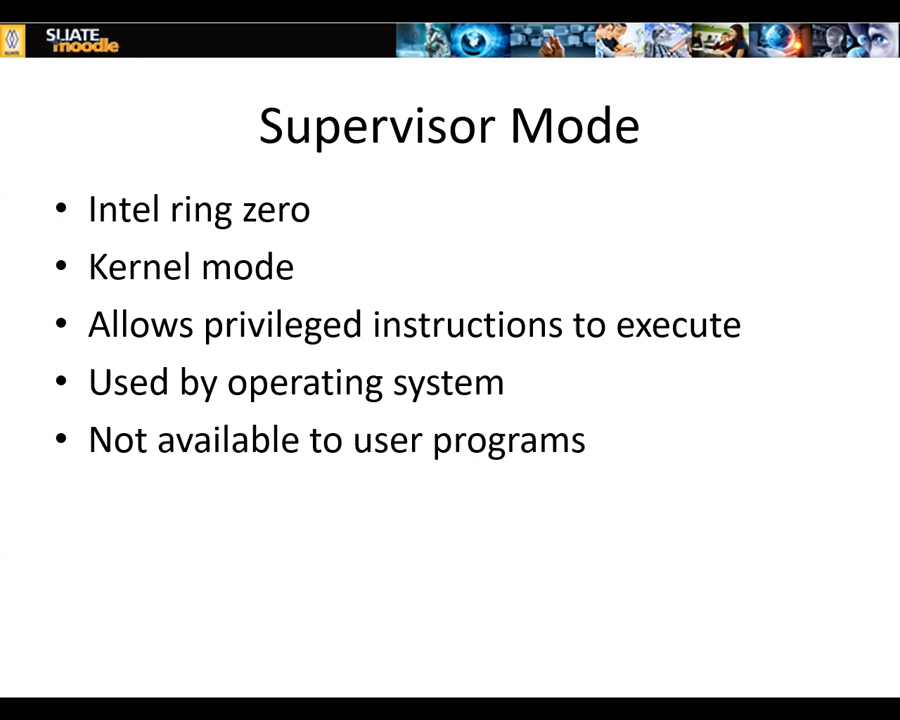 SLIATE
moodle
Supervisor Mode
• Intel ring zero
• Kernel mode
• Allows privileged instructions to execute
• Used by operating system
• Not available to user programs